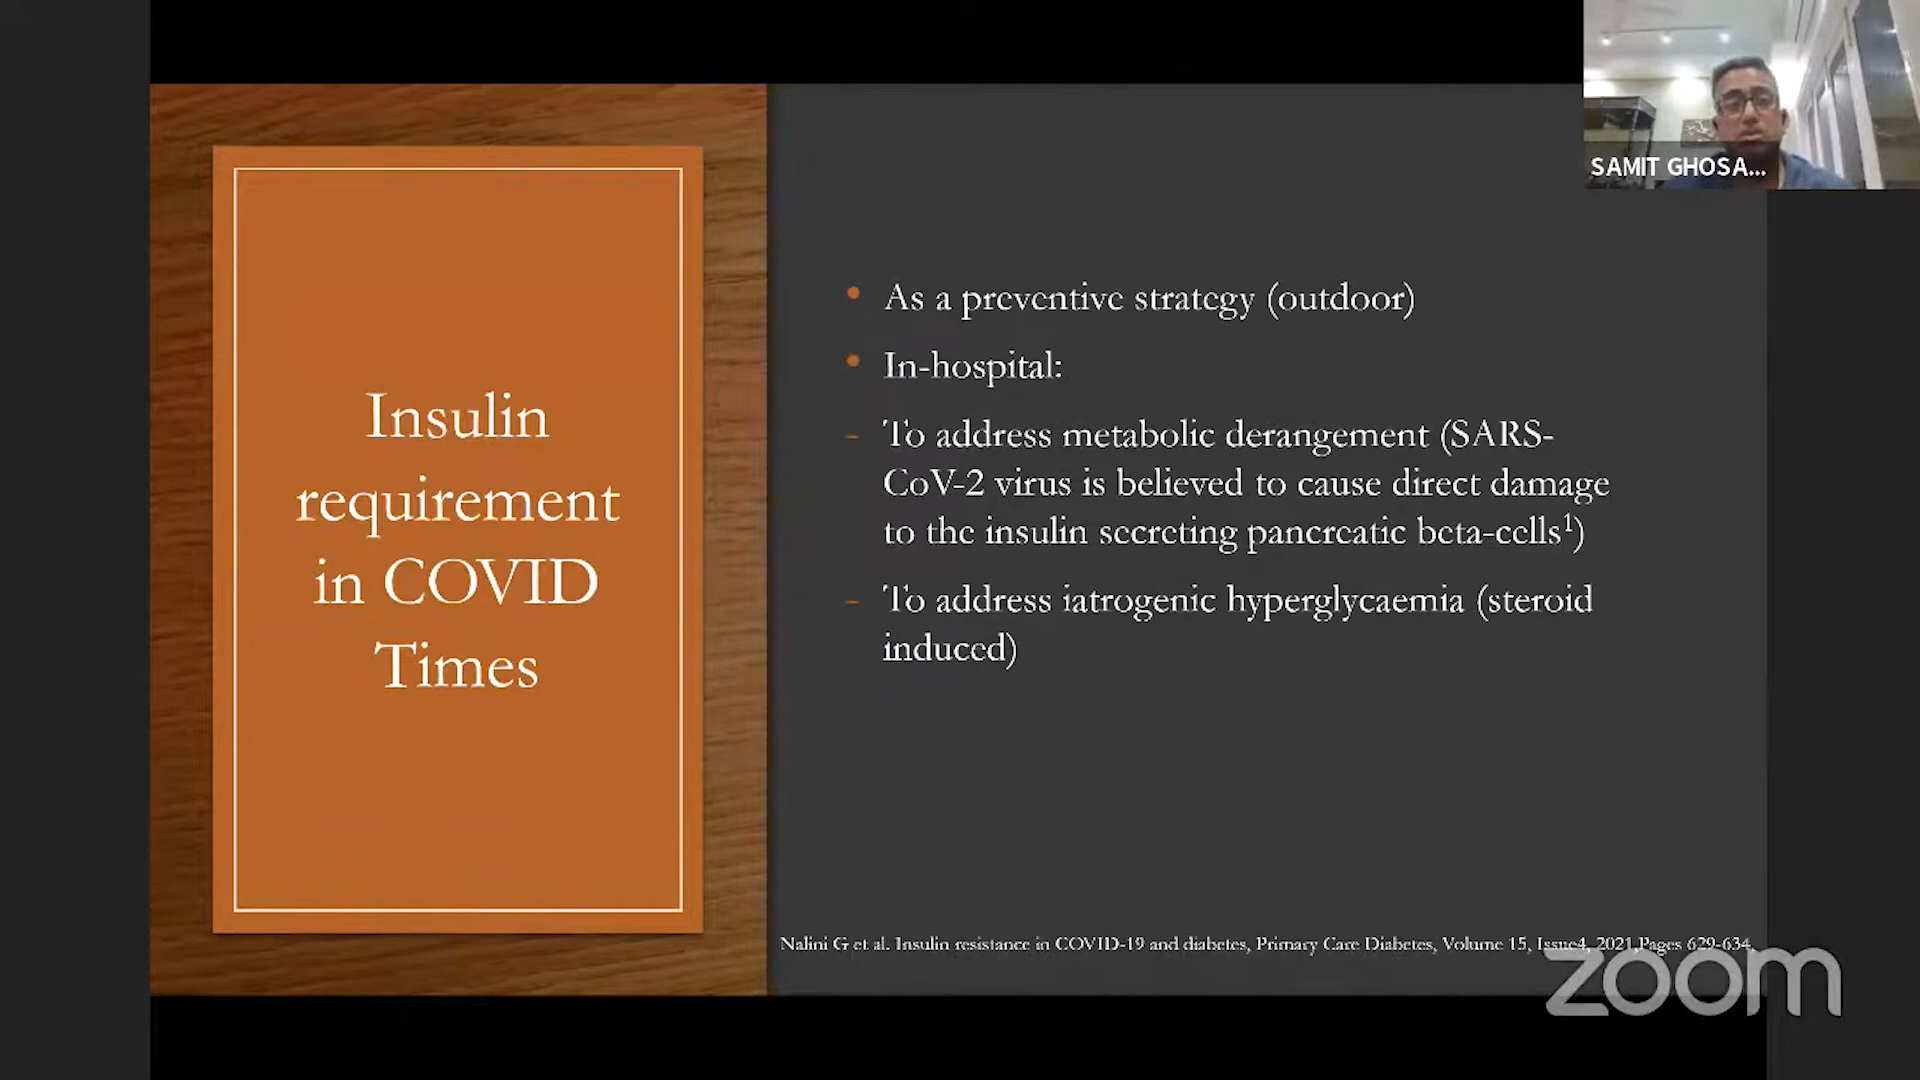 SAMIT GHOSA...
Insulin
requirement
in COVID
Times
• As a preventive strategy (outdoor)
• In-hospital:
- To address metabolic derangement (SARS-
CoV-2 virus is believed to cause direct damage
to the insulin secreting pancreatic beta-cells¹)
- To address iatrogenic hyperglycaemia (steroid
induced)
Nalini G et al. Insulin resistance in COVID-19 and diabetes, Primary Care Diabetes, Volume 15, Issue4, 2021,Pages 629-634,
zoom